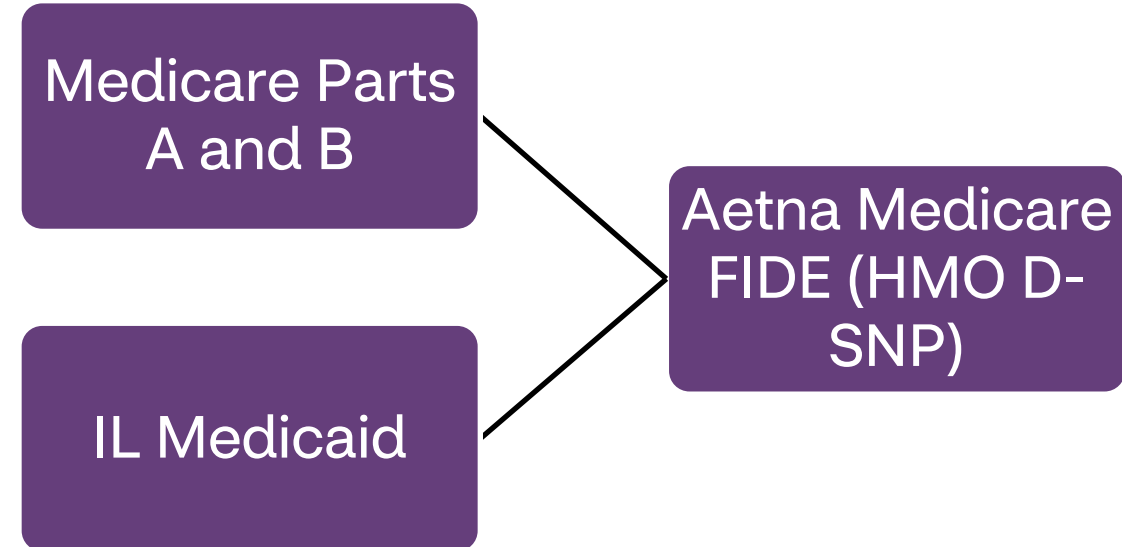 Medicare Parts
A and B
Aetna Medicare
FIDE (HMO D-
SNP)
IL Medicaid